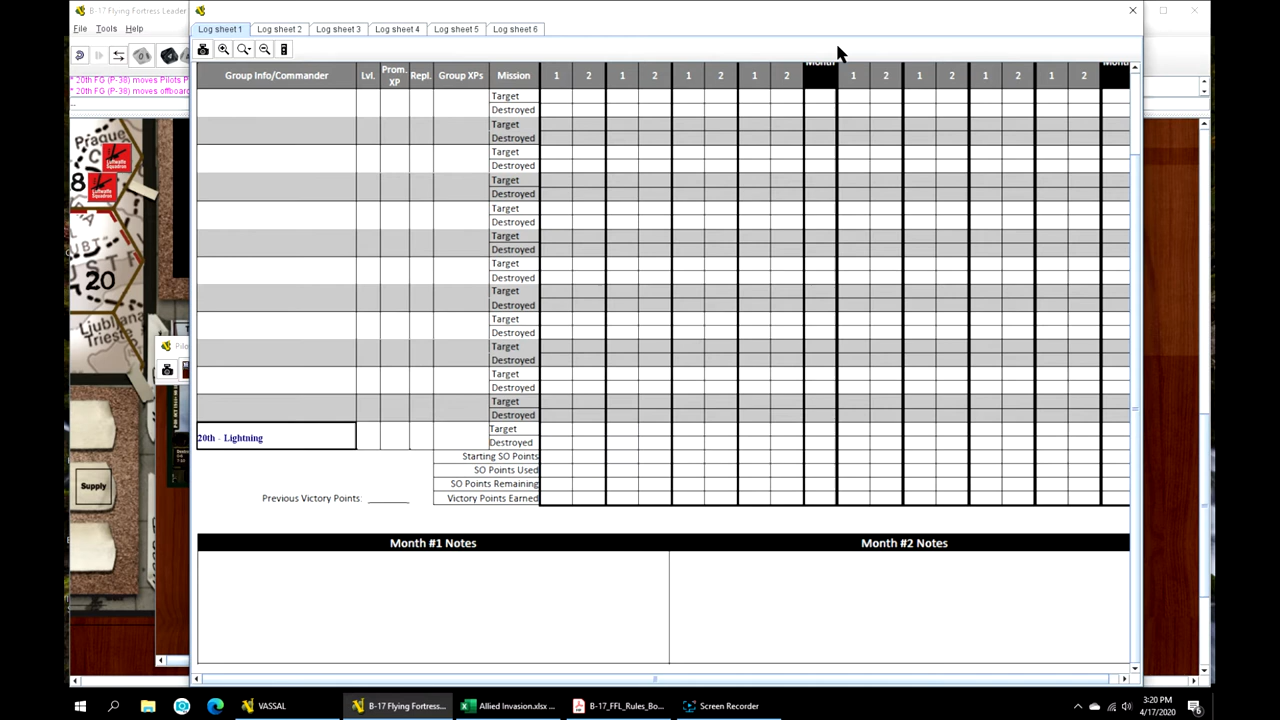 B-17 Flying Fortress Leader
File Tools Help
* 20th FG (P-38) moves Pilots P
* 20th FG (P-38) moves offboard
Log sheet 1 Log sheet 2 Log sheet 3 Log sheet 4 Log sheet 5 Log sheet 6
Month Month
Group Info/Commander Lvl. Prom. XP Repl. Group XPs Mission 1 2 1 2 1 2 1 2 1 2 1 2 1 2 1 2
Target
Destroyed
Target
Destroyed
Target
Destroyed
Target
Destroyed
Target
Destroyed
Target
Destroyed
Target
Destroyed
Target
Destroyed
Target
Destroyed
Target
Destroyed
Target
Destroyed
Target
Destroyed
20th - Lightning Target
Destroyed
Starting SO Points
SO Points Used
SO Points Remaining
Previous Victory Points: ________ Victory Points Earned
Month #1 Notes Month #2 Notes
Prague
Luftwaffe Squadron
8
Luftwaffe Squadron
20
Ljubljana
Trieste
Supply
VASSAL B-17 Flying Fortress... Allied Invasion.xlsx ... B-17_FFL_Rules_Bo... Screen Recorder
3:20 PM
4/17/2020
6